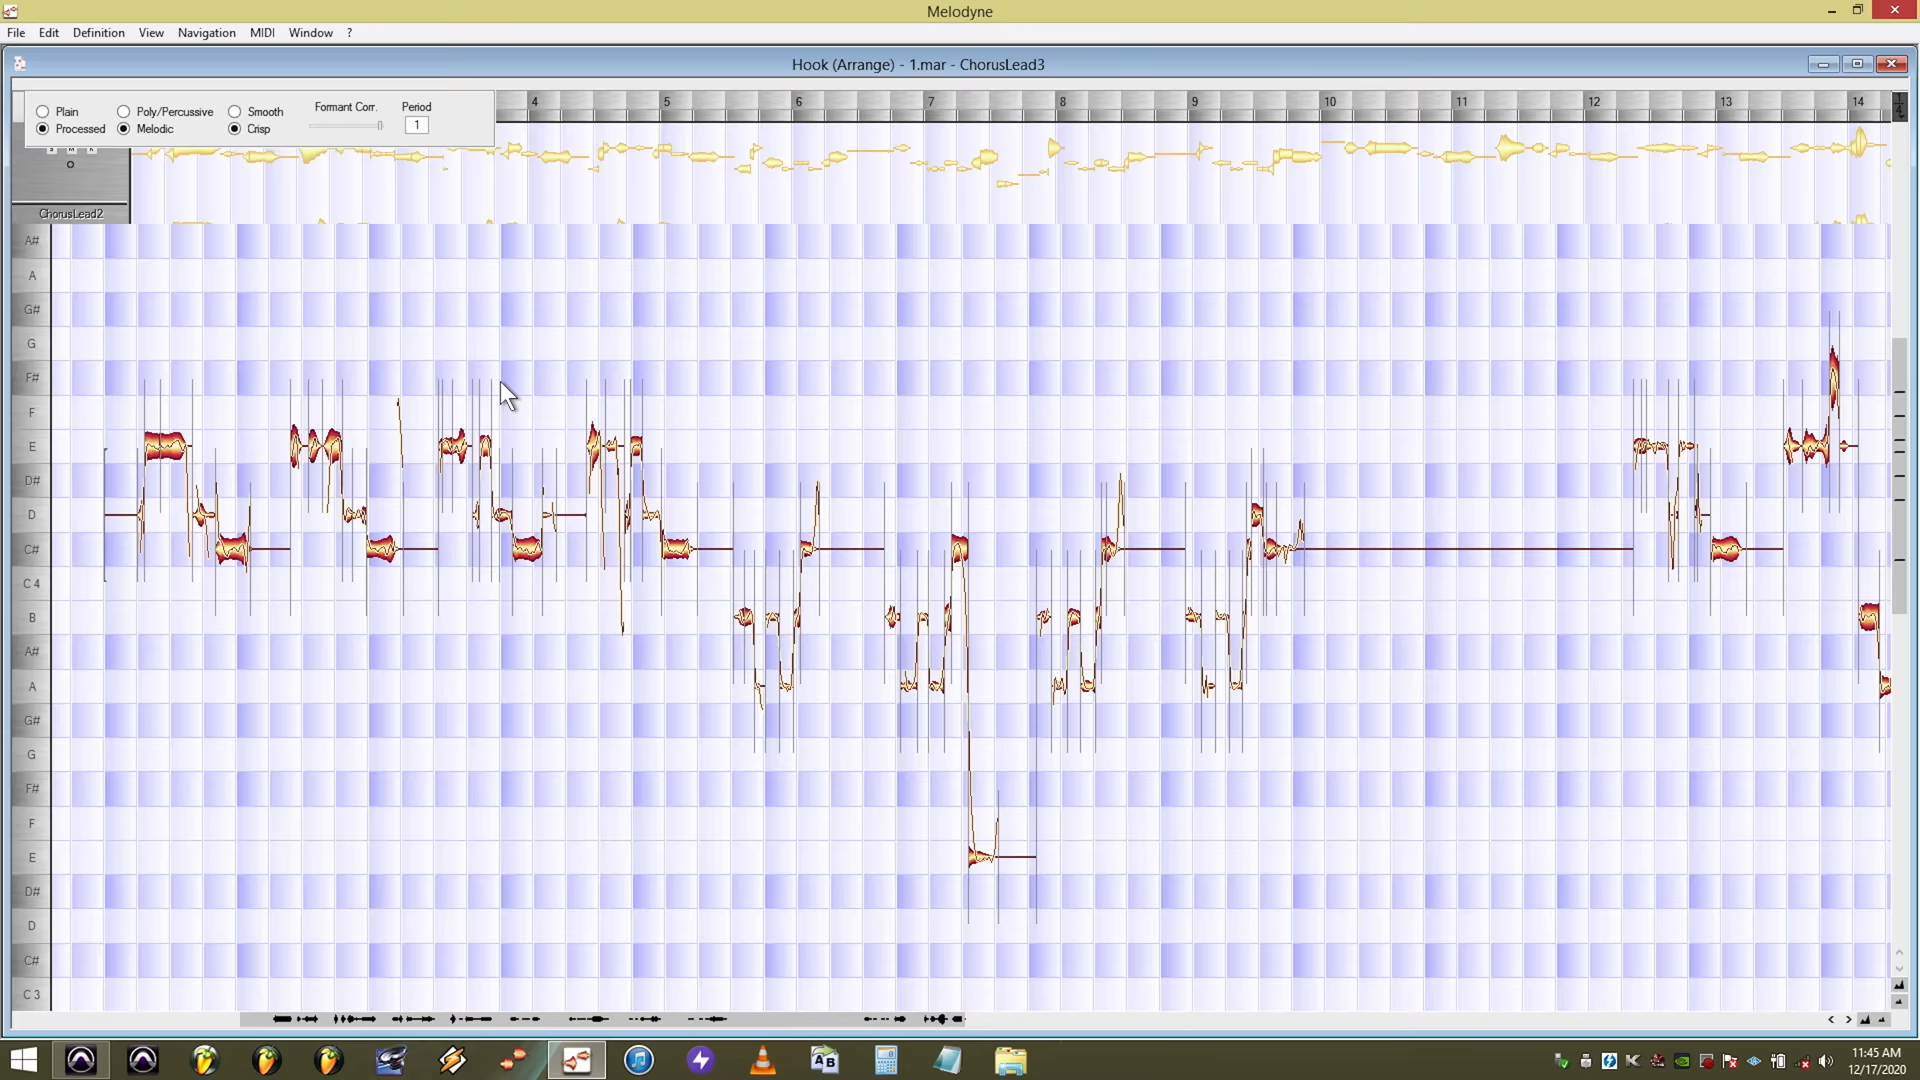 Melodyne
File Edit Definition View Navigation MIDI Window ?
Hook (Arrange) - 1.mar - ChorusLead3
Plain Poly/Percussive Smooth Formant Corr. Period
Processed Melodic Crisp 1
4 5 6 7 8 9 10 11 12 13 14
ChorusLead2
A#
A
G#
G
F#
F
E
D#
D
C#
C 4
B
A#
A
G#
G
F#
F
E
D#
D
C#
C 3
11:45 AM
12/17/2020